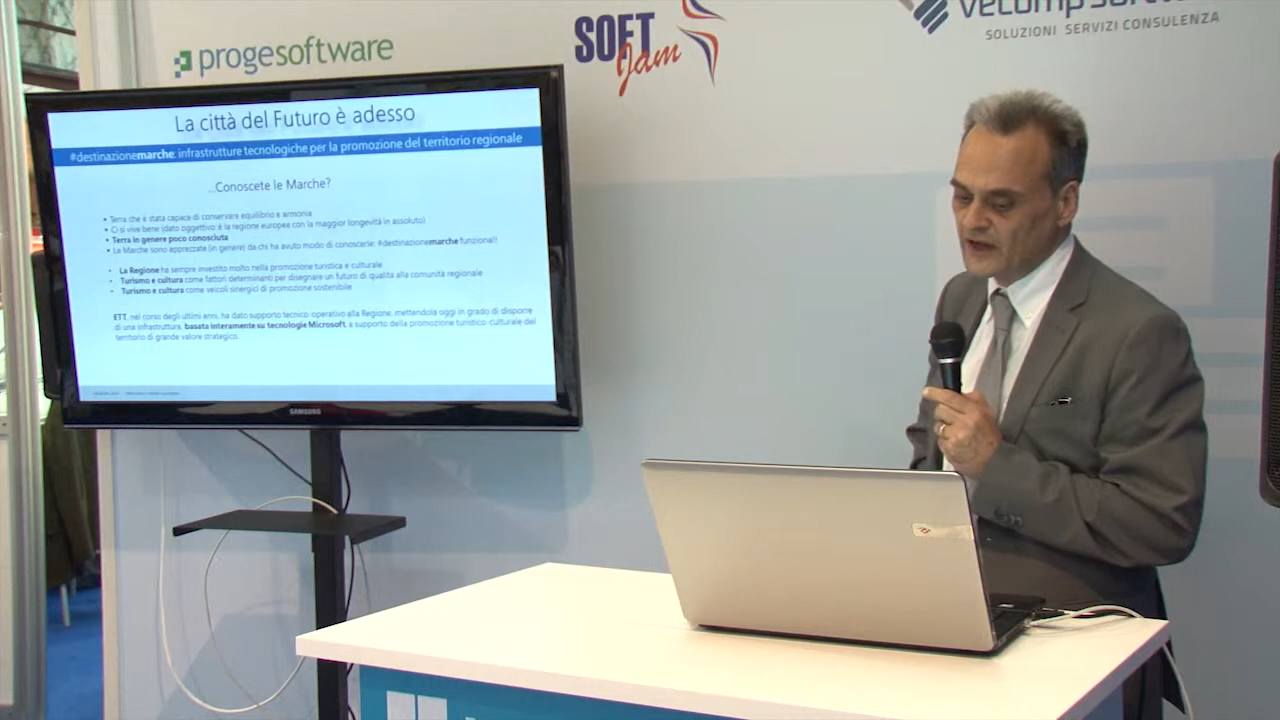 progesoftware
SOFT
Jam
SOLUZIONI SERVIZI CONSULENZA
La città del Futuro è adesso
#destinazionemarche: infrastrutture tecnologiche per la promozione del territorio regionale
...Conoscete le Marche?
• Terra che è stata capace di conservare equilibrio e armonia
• Ci si vive bene (dato oggettivo: è la regione europea con la maggior longevità in assoluto)
• Terra in genere poco conosciuta
• Le Marche sono apprezzate (in genere) da chi ha avuto modo di conoscerle: #destinazionemarche funziona!!
• La Regione ha sempre investito molto nella promozione turistica e culturale
• Turismo e cultura come fattori determinanti per disegnare un futuro di qualità alla comunità regionale
• Turismo e cultura come veicoli sinergici di promozione sostenibile
ETT, nel corso degli ultimi anni, ha dato supporto tecnico-operativo alla Regione, mettendola oggi in grado di disporre
di una infrastruttura, basata interamente su tecnologie Microsoft, a supporto della promozione turistico-culturale del
territorio di grande valore strategico.
SAMSUNG